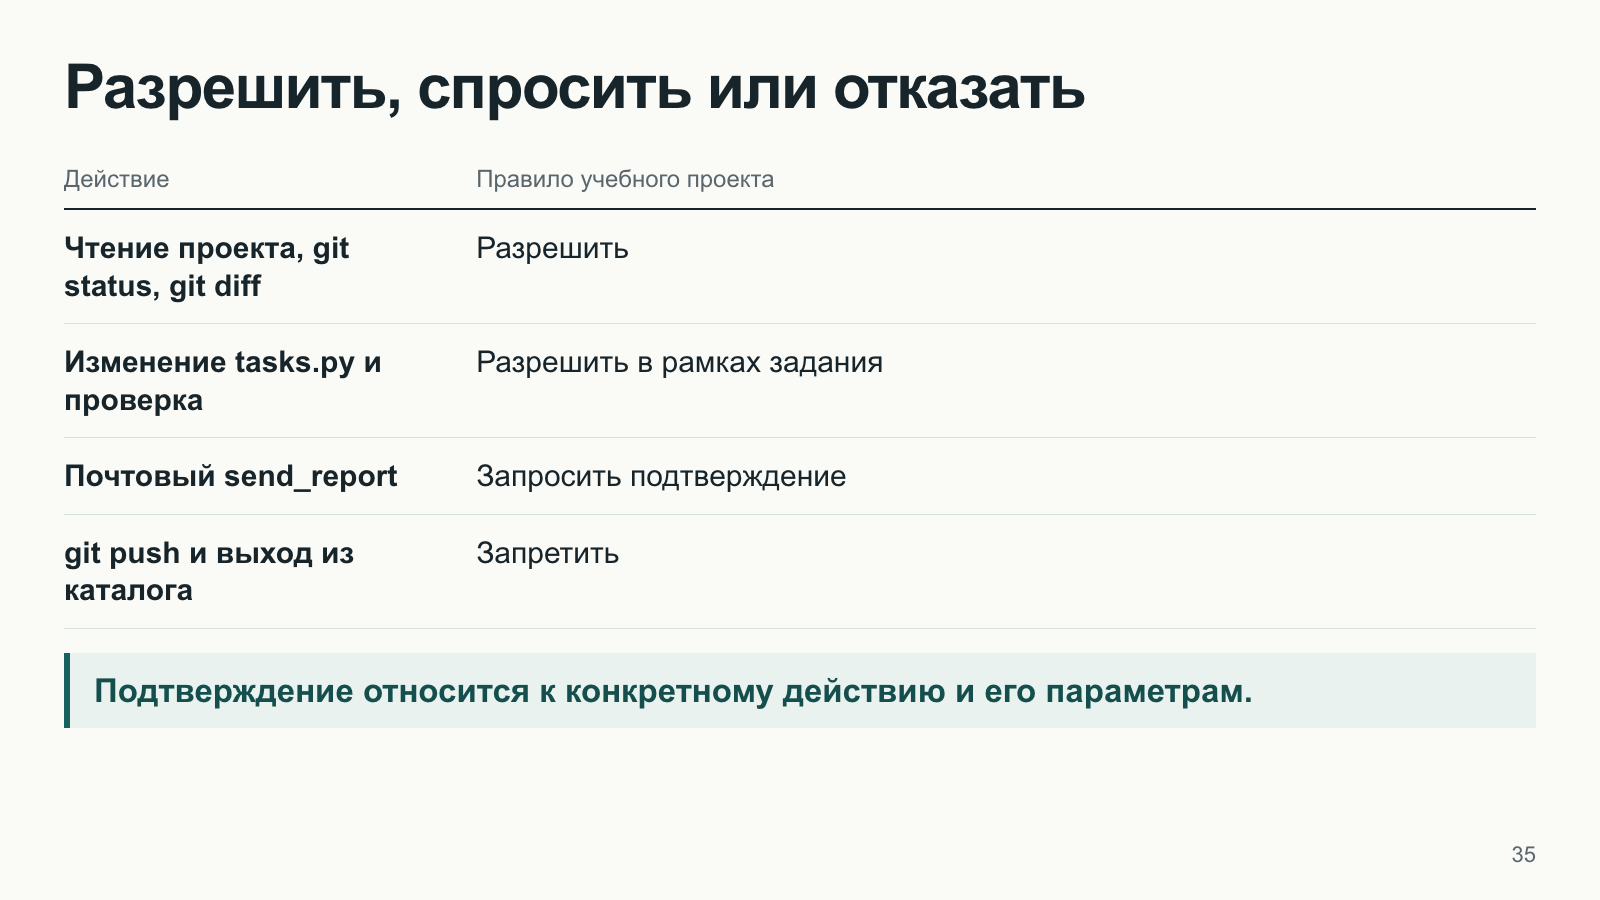 Разрешить, спросить или отказать
Действие
Правило учебного проекта
Чтение проекта, git
status, git diff
Разрешить
Изменение tasks.py и
проверка
Разрешить в рамках задания
Почтовый send_report
Запросить подтверждение
git push и выход из
каталога
Запретить
Подтверждение относится к конкретному действию и его параметрам.
35